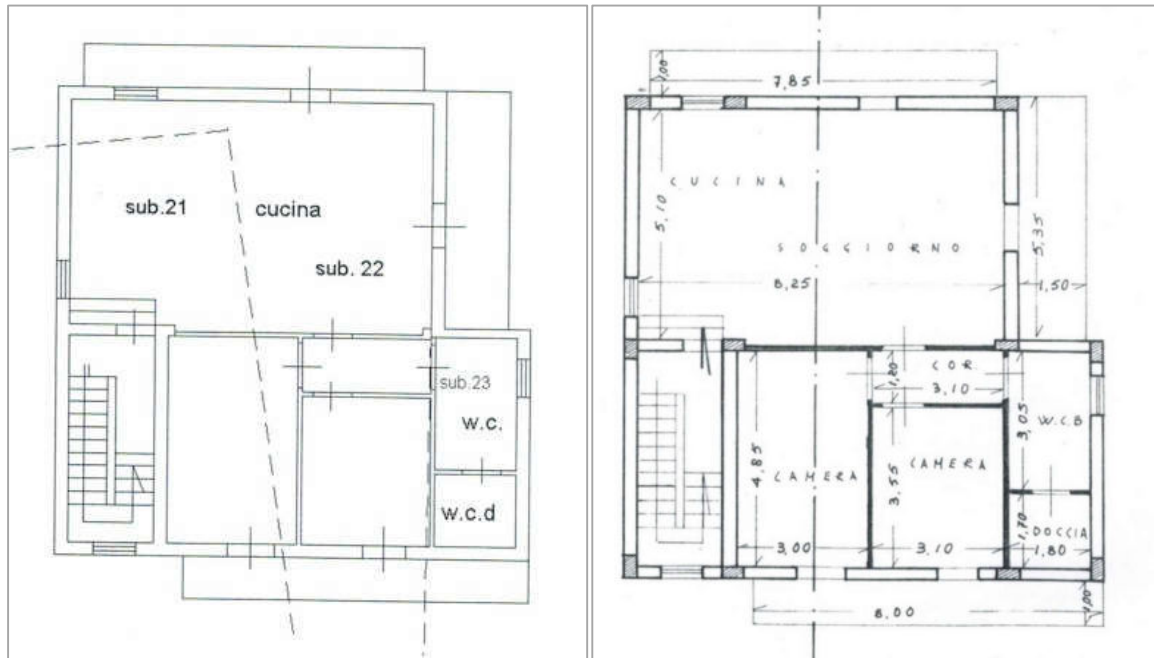 sub.21
cucina
sub. 22
sub.23
w.c.
w.c.d
1,00
7,85
CUCINA
5,10
SOGGIORNO
8,25
5,35
1,50
COR.
1,20
3,10
3,05
W.C.B
4,85
CAMERA
3,55
CAMERA
1,70
DOCCIA
3,00
3,10
1,80
8,00
1,00